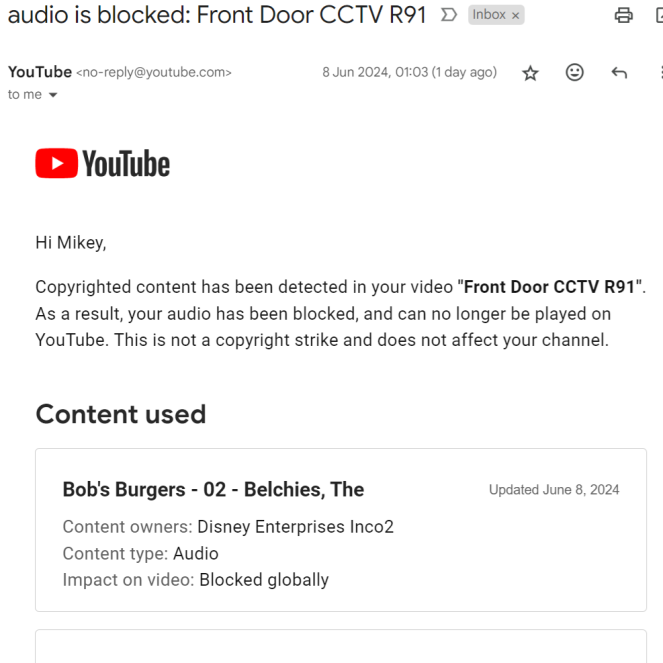 audio is blocked: Front Door CCTV R91 Inbox ×
YouTube <no-reply@youtube.com> 8 Jun 2024, 01:03 (1 day ago)
to me
YouTube
Hi Mikey,
Copyrighted content has been detected in your video "Front Door CCTV R91".
As a result, your audio has been blocked, and can no longer be played on
YouTube. This is not a copyright strike and does not affect your channel.
Content used
Bob's Burgers - 02 - Belchies, The Updated June 8, 2024
Content owners: Disney Enterprises Inco2
Content type: Audio
Impact on video: Blocked globally